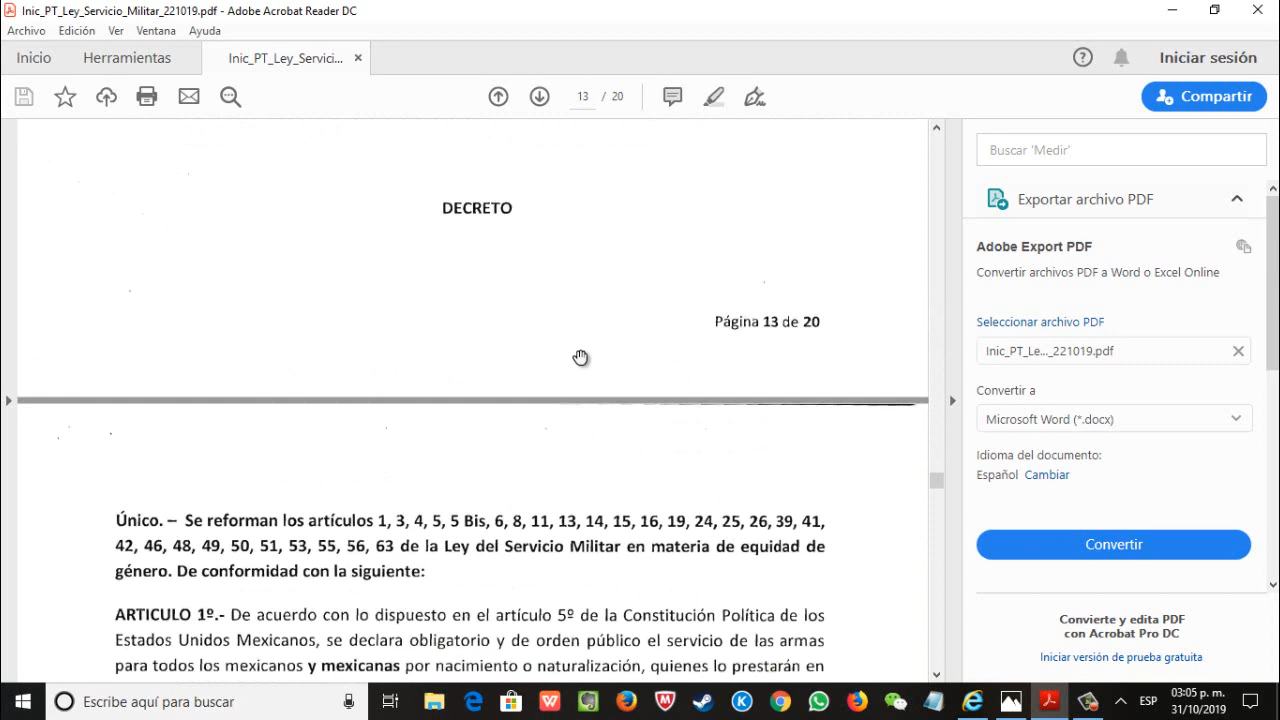 Inic_PT_Ley_Servicio_Militar_221019.pdf - Adobe Acrobat Reader DC
Archivo Edición Ver Ventana Ayuda
Inicio Herramientas Inic_PT_Ley_Servici... Iniciar sesión
13 / 20 Compartir
Buscar 'Medir'
DECRETO
Página 13 de 20
Único. – Se reforman los artículos 1, 3, 4, 5, 5 Bis, 6, 8, 11, 13, 14, 15, 16, 19, 24, 25, 26, 39, 41,
42, 46, 48, 49, 50, 51, 53, 55, 56, 63 de la Ley del Servicio Militar en materia de equidad de
género. De conformidad con la siguiente:
ARTICULO 1º.- De acuerdo con lo dispuesto en el artículo 5º de la Constitución Política de los
Estados Unidos Mexicanos, se declara obligatorio y de orden público el servicio de las armas
para todos los mexicanos y mexicanas por nacimiento o naturalización, quienes lo prestarán en
Exportar archivo PDF
Adobe Export PDF
Convertir archivos PDF a Word o Excel Online
Seleccionar archivo PDF
Inic_PT_Le..._221019.pdf
Convertir a
Microsoft Word (*.docx)
Idioma del documento:
Español Cambiar
Convertir
Convierte y edita PDF
con Acrobat Pro DC
Iniciar versión de prueba gratuita
Escribe aquí para buscar
ESP
03:05 p. m.
31/10/2019